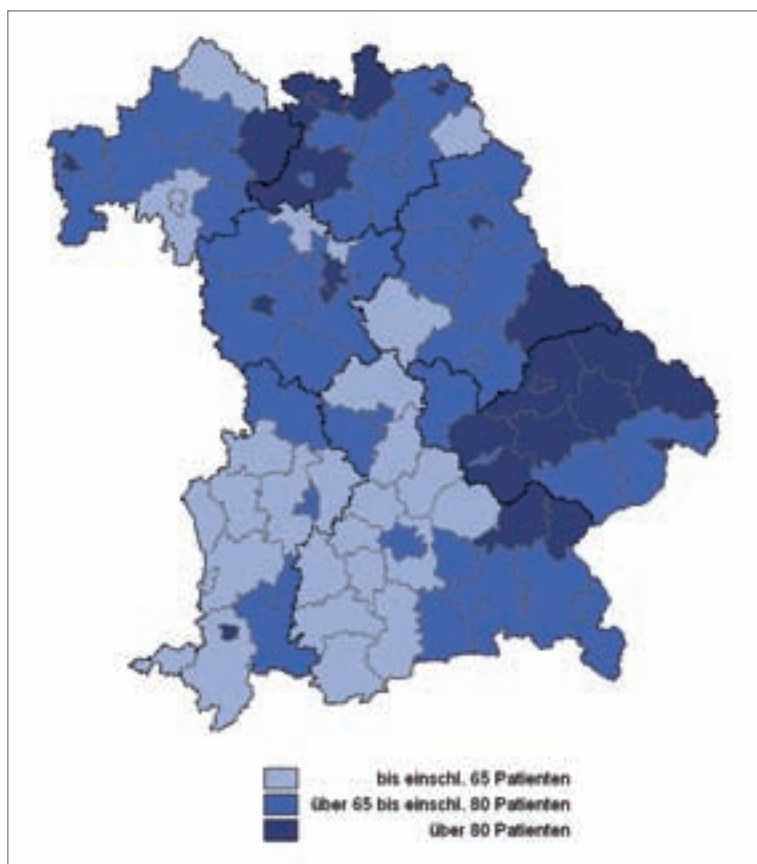 bis einschl. 65 Patienten
über 65 bis einschl. 80 Patienten
über 80 Patienten